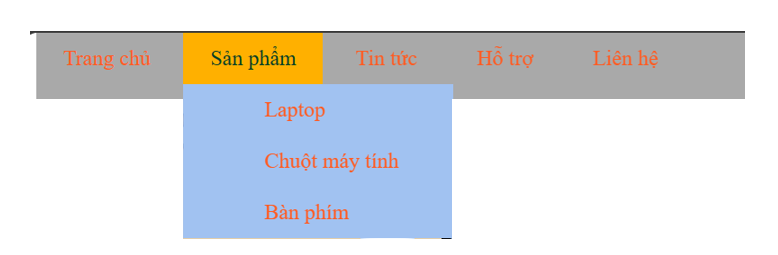 Trang chủ Sản phẩm Tin tức Hỗ trợ Liên hệ
Laptop
Chuột máy tính
Bàn phím